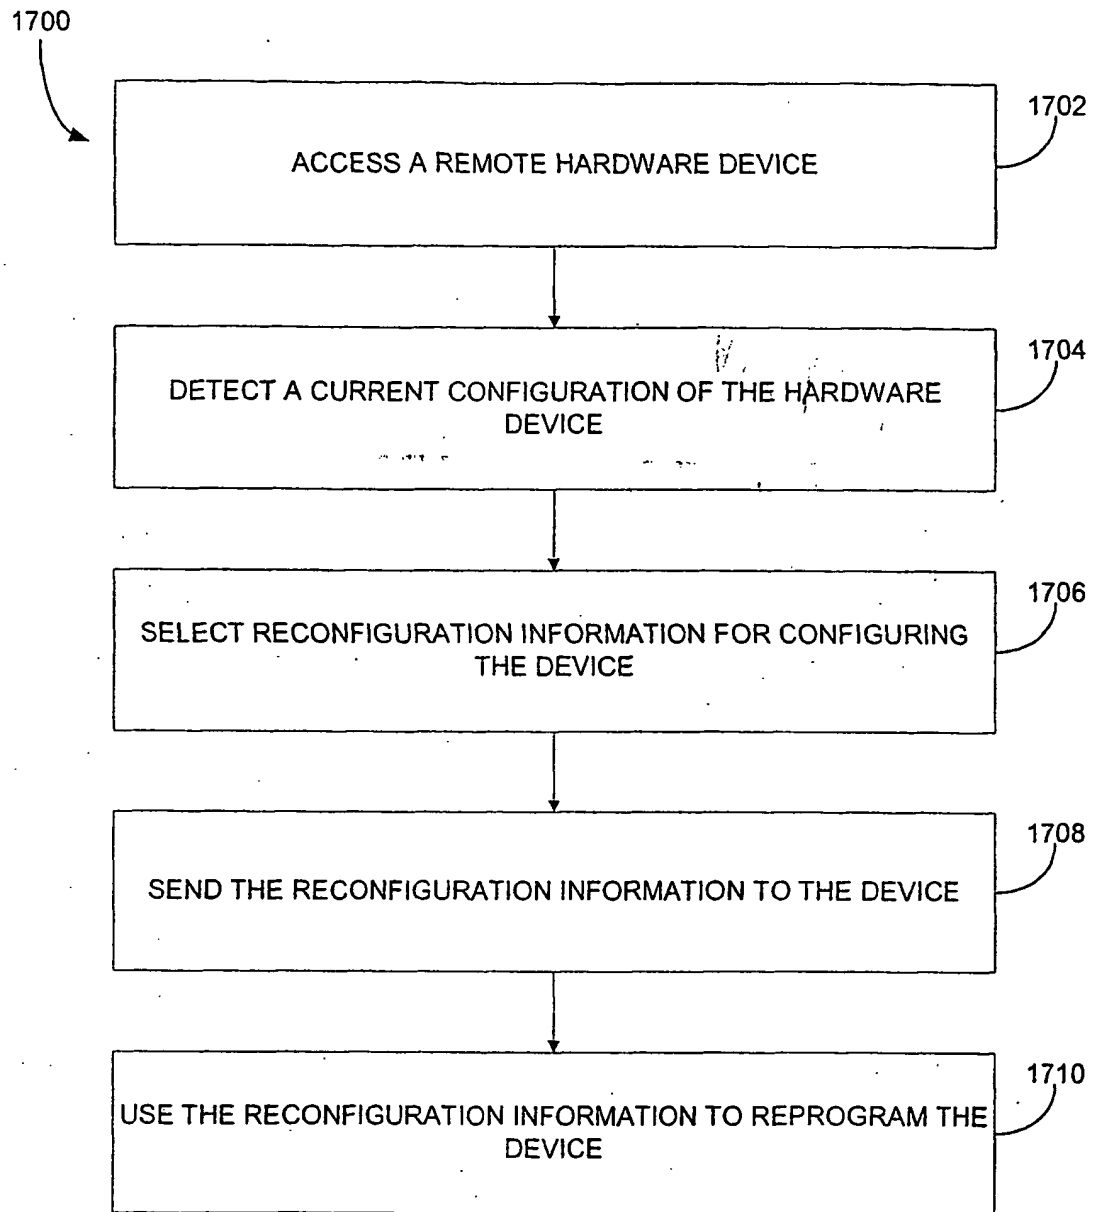 1700
1702
ACCESS A REMOTE HARDWARE DEVICE
1704
DETECT A CURRENT CONFIGURATION OF THE HARDWARE
DEVICE
1706
SELECT RECONFIGURATION INFORMATION FOR CONFIGURING
THE DEVICE
1708
SEND THE RECONFIGURATION INFORMATION TO THE DEVICE
1710
USE THE RECONFIGURATION INFORMATION TO REPROGRAM THE
DEVICE